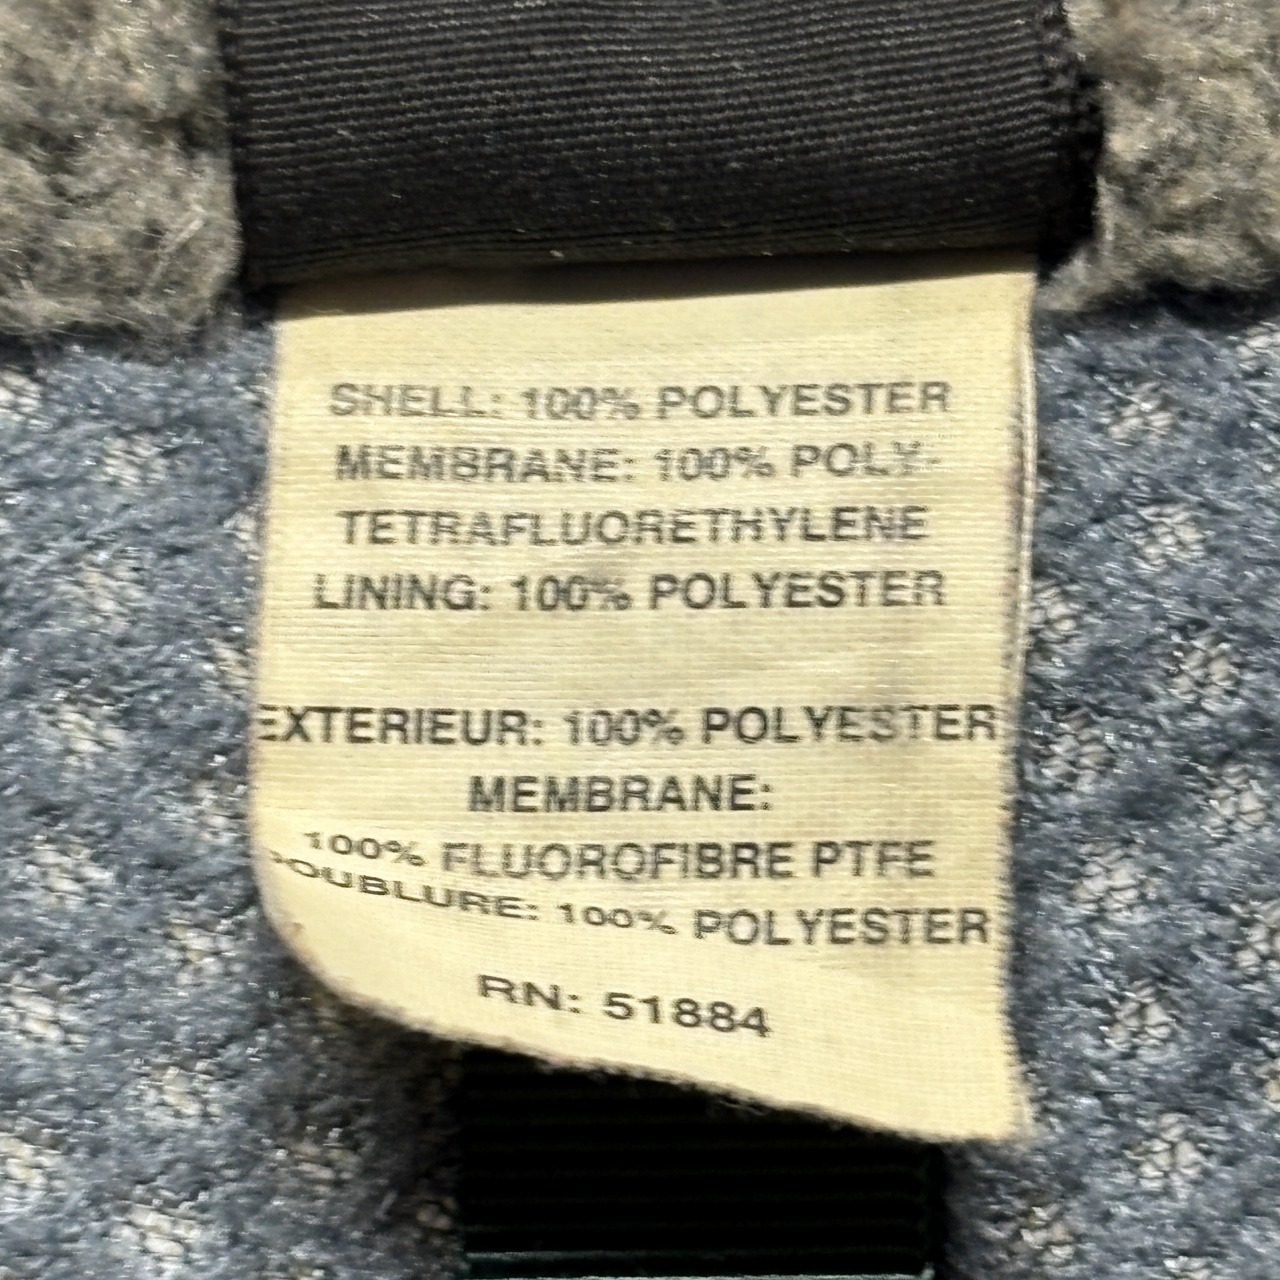 SHELL: 100% POLYESTER
MEMBRANE: 100% POLY-
TETRAFLUORETHYLENE
LINING: 100% POLYESTER
EXTERIEUR: 100% POLYESTER
MEMBRANE:
100% FLUOROFIBRE PTFE
DOUBLURE: 100% POLYESTER
RN: 51884